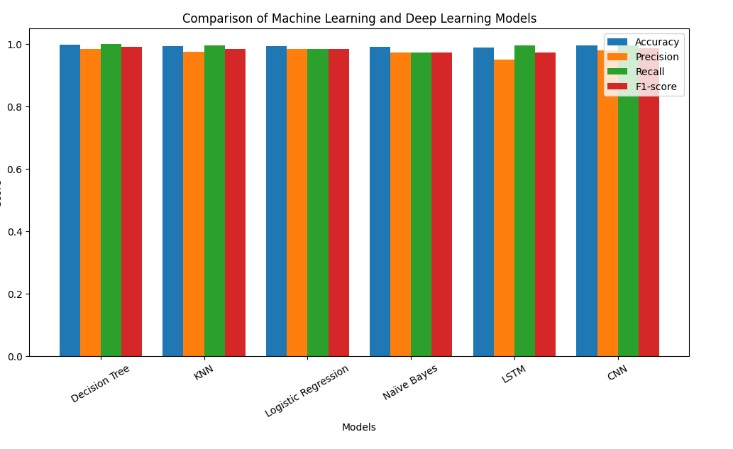 Comparison of Machine Learning and Deep Learning Models
Accuracy
Precision
Recall
F1-score
1.0
0.8
0.6
0.4
0.2
0.0
Decision Tree
KNN
Logistic Regression
Naïve Bayes
LSTM
CNN
Models